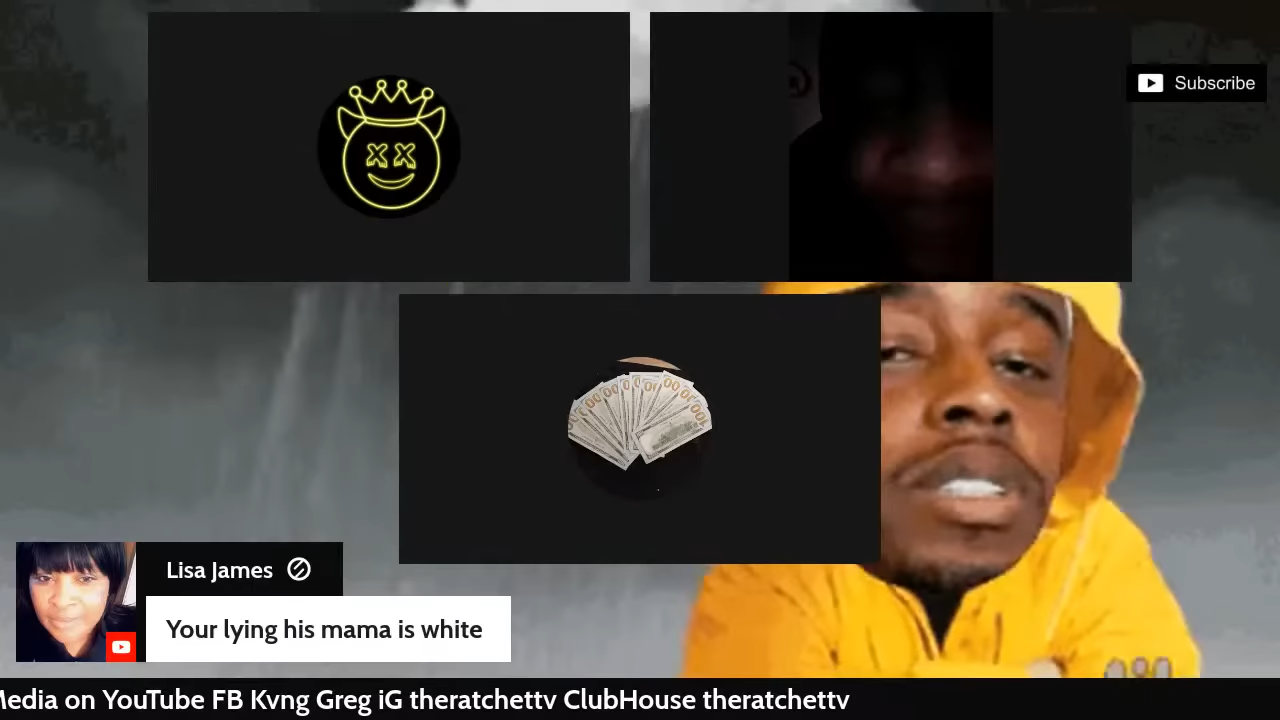 Subscribe
Lisa James
Your lying his mama is white
Media on YouTube FB Kvng Greg iG theratchettv ClubHouse theratchettv